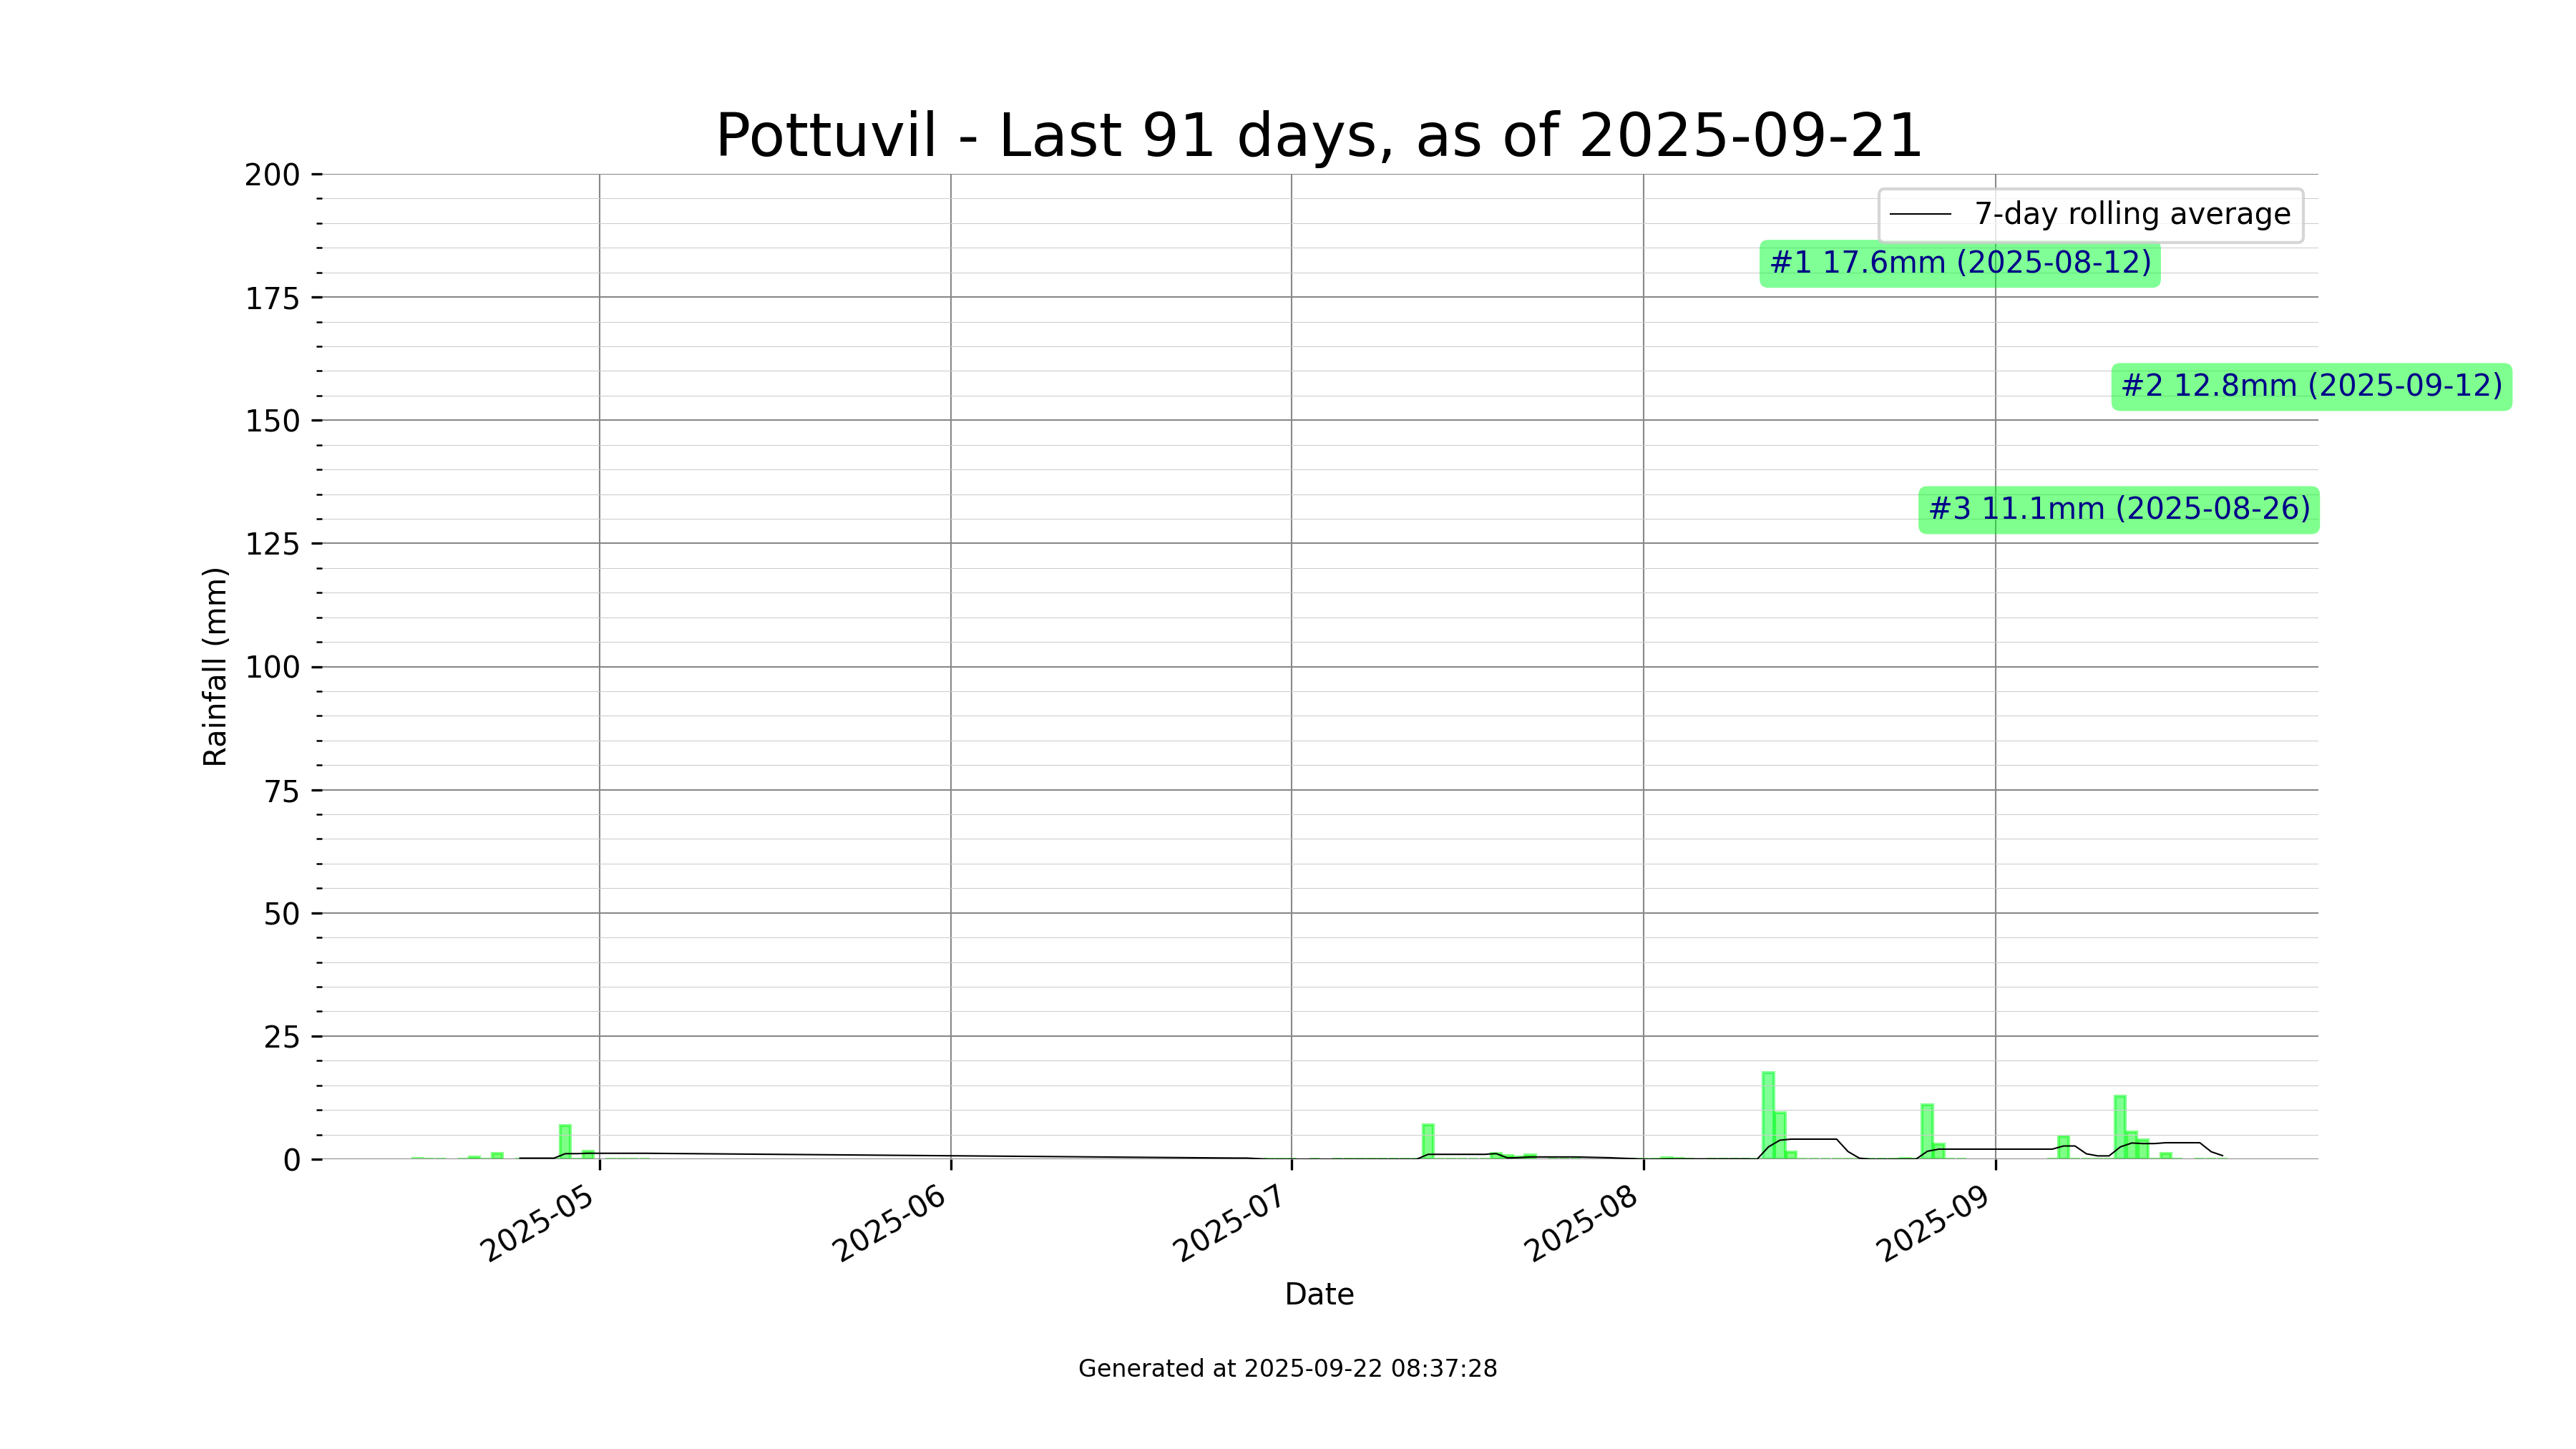 Pottuvil - Last 91 days, as of 2025-09-21
200
175
150
125
100
75
50
25
0
Rainfall (mm)
7-day rolling average
#1 17.6mm (2025-08-12)
#2 12.8mm (2025-09-12)
#3 11.1mm (2025-08-26)
2025-05
2025-06
2025-07
2025-08
2025-09
Date
Generated at 2025-09-22 08:37:28